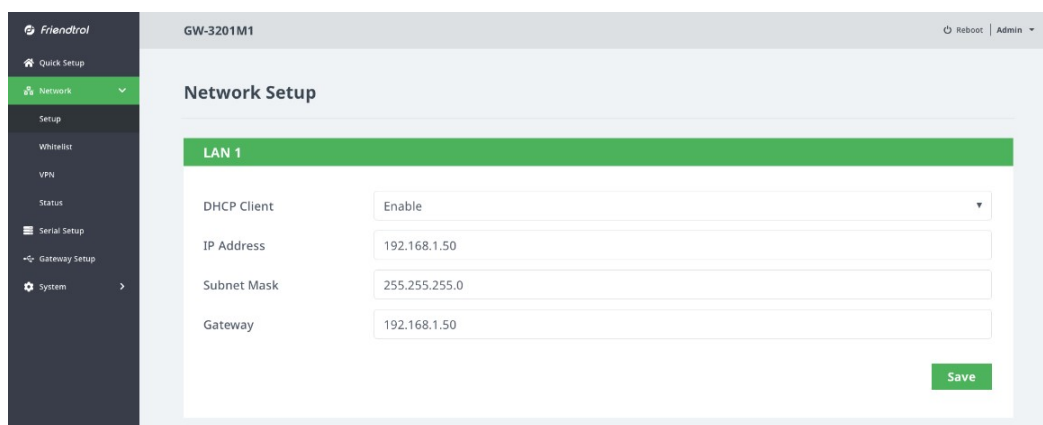 Friendtrol
GW-3201M1
Reboot | Admin
Quick Setup
Network
Setup
Whitelist
VPN
Status
Serial Setup
Gateway Setup
System
Network Setup
LAN 1
DHCP Client Enable
IP Address 192.168.1.50
Subnet Mask 255.255.255.0
Gateway 192.168.1.50
Save